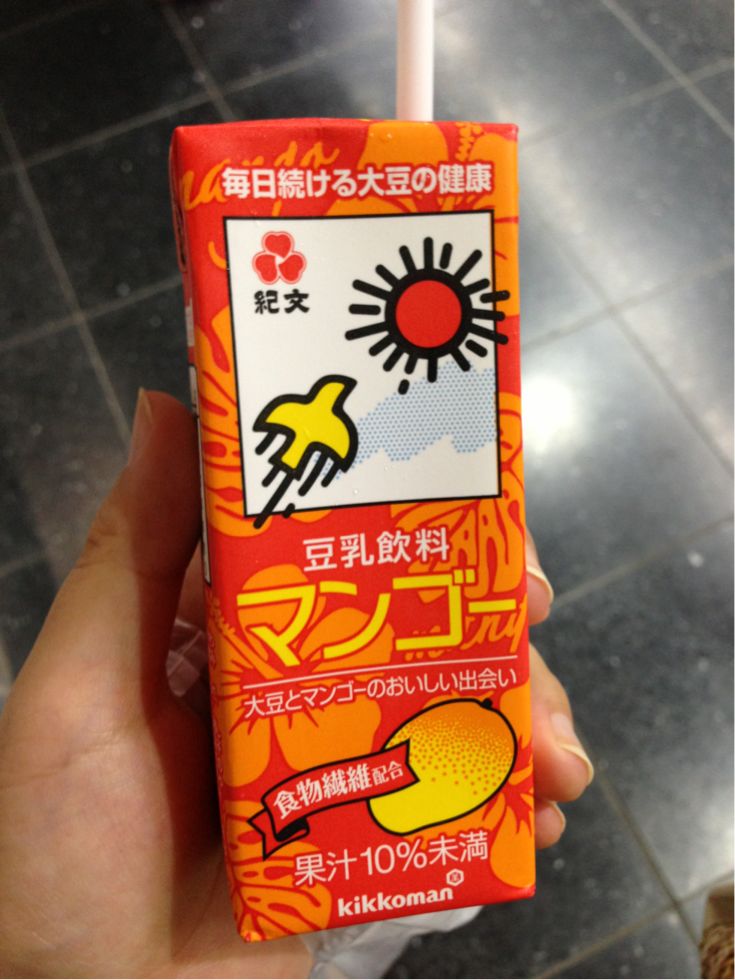 毎日続ける大豆の健康
紀文
豆乳飲料
マンゴー
大豆とマンゴーのおいしい出会い
食物繊維配合
果汁10%未満
kikkoman